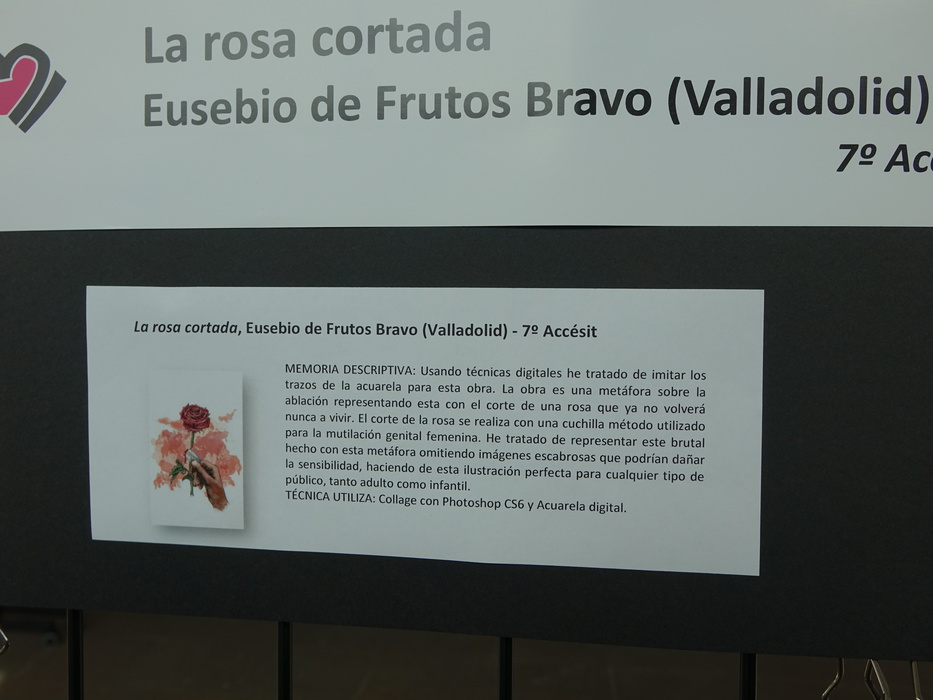 La rosa cortada
Eusebio de Frutos Bravo (Valladolid)
7º
La rosa cortada, Eusebio de Frutos Bravo (Valladolid) - 7º Accésit
MEMORIA DESCRIPTIVA: Usando técnicas digitales he tratado de imitar los
trazos de la acuarela para esta obra. La obra es una metáfora sobre la
ablación representando esta con el corte de una rosa que ya no volverá
nunca a vivir. El corte de la rosa se realiza con una cuchilla método utilizado
para la mutilación genital femenina. He tratado de representar este brutal
hecho con esta metáfora omitiendo imágenes escabrosas que podrían dañar
la sensibilidad, haciendo de esta ilustración perfecta para cualquier tipo de
público, tanto adulto como infantil.
TÉCNICA UTILIZA: Collage con Photoshop CS6 y Acuarela digital.